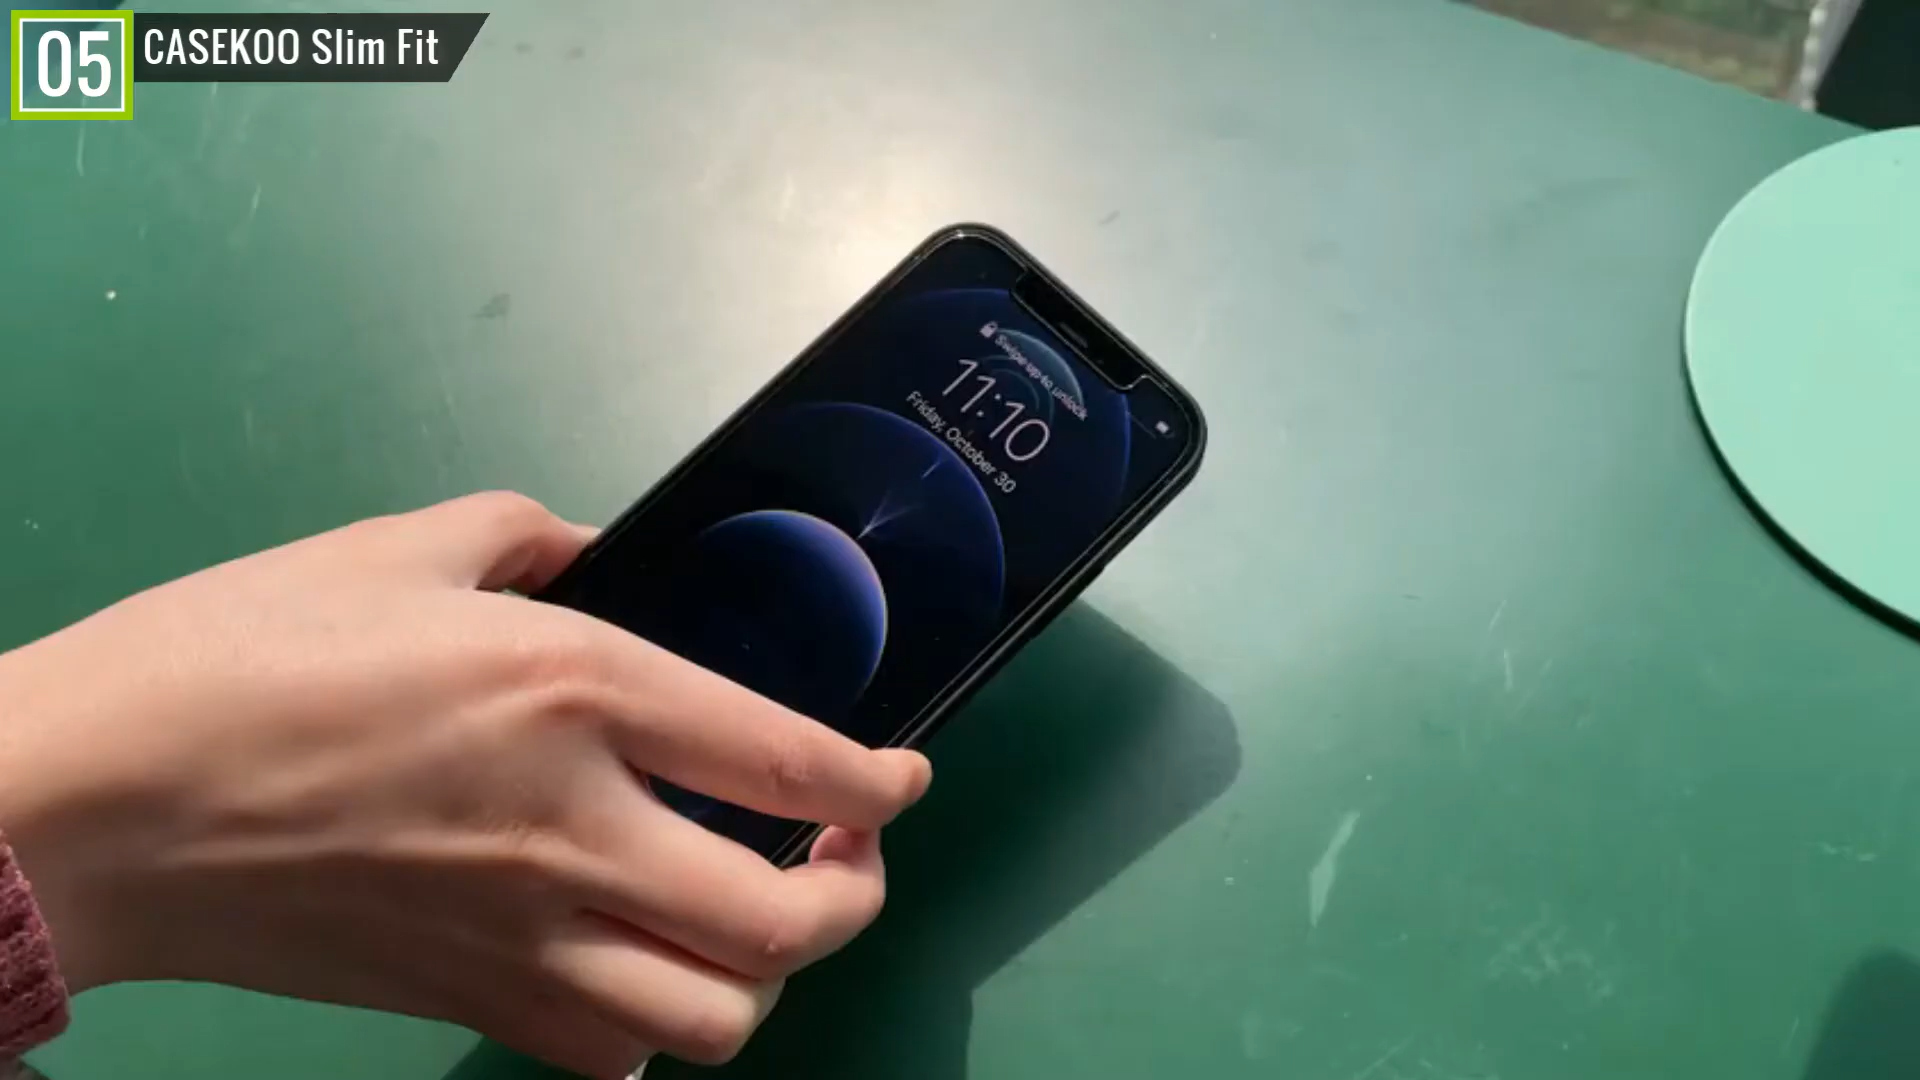 05
CASEKOO Slim Fit
Swipe up to unlock
11:10
Friday, October 30